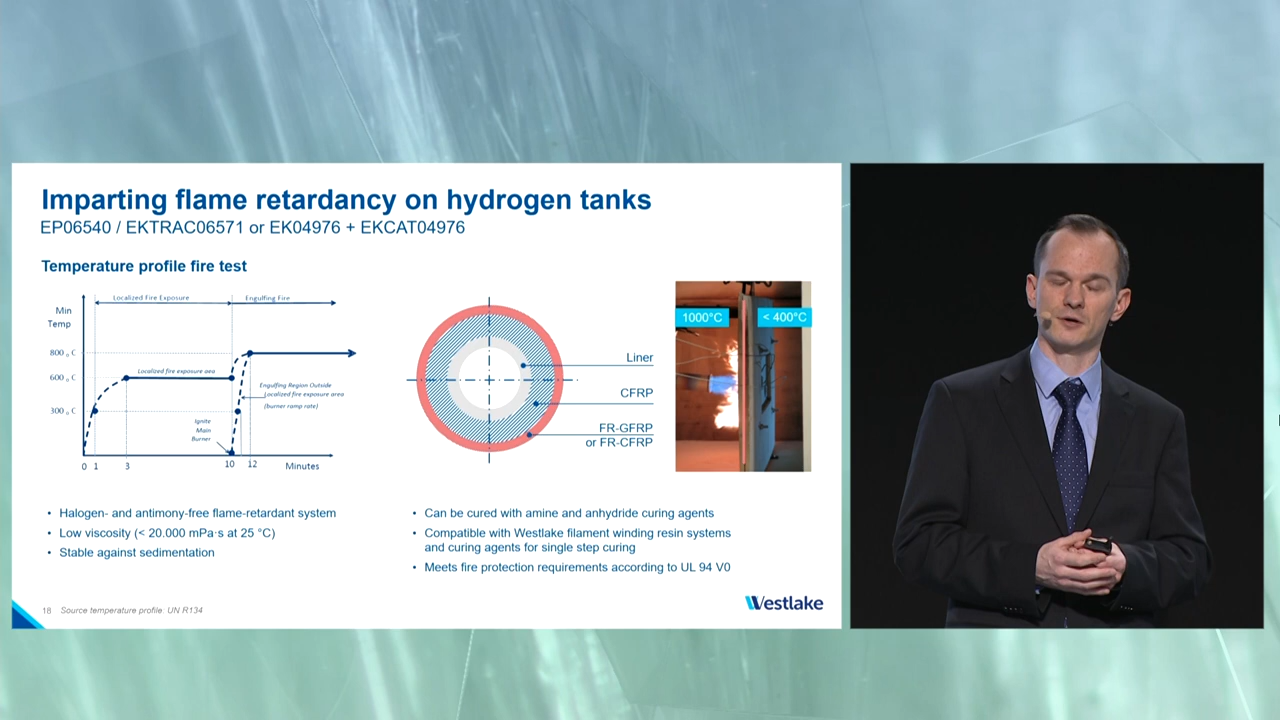 Imparting flame retardancy on hydrogen tanks
EP06540 / EKTRAC06571 or EK04976 + EKCAT04976
Temperature profile fire test
Localized Fire Exposure
Engulfing Fire
Min
Temp
800 o C
600 o C
300 o C
Localized fire exposure area
Engulfing Region Outside
Localized fire exposure area
(burner ramp rate)
Ignite
Main
Burner
0 1 3 10 12 Minutes
Liner
CFRP
FR-GFRP
or FR-CFRP
1000°C
< 400°C
• Halogen- and antimony-free flame-retardant system
• Low viscosity (< 20.000 mPa·s at 25 °C)
• Stable against sedimentation
• Can be cured with amine and anhydride curing agents
• Compatible with Westlake filament winding resin systems
and curing agents for single step curing
• Meets fire protection requirements according to UL 94 V0
18 Source temperature profile: UN R134
Westlake